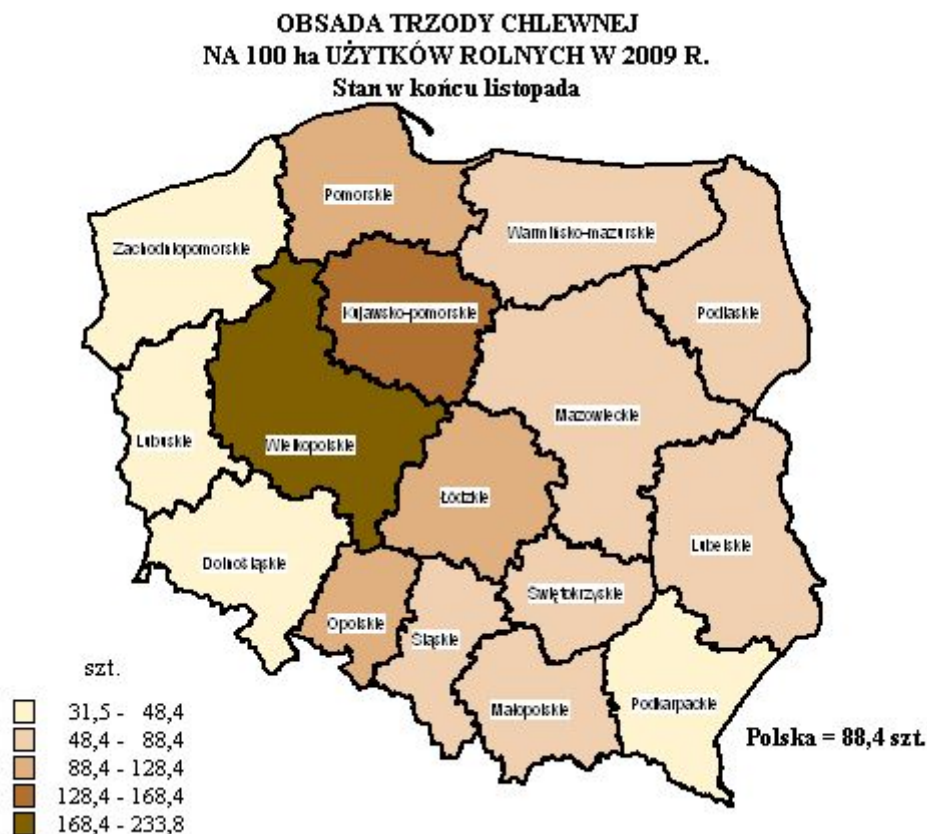 OBSADA TRZODY CHLEWNEJ
NA 100 ha UŻYTKÓW ROLNYCH W 2009 R.
Stan w końcu listopada
Pomorskie
Warmińsko-mazurskie
Zachodniopomorskie
Podlaskie
Kujawsko-pomorskie
Mazowieckie
Lubuskie
Wielkopolskie
Łódzkie
Lubelskie
Dolnośląskie
Świętokrzyskie
Opolskie
Śląskie
Małopolskie
Podkarpackie
szt.
31,5 - 48,4
48,4 - 88,4
88,4 - 128,4
128,4 - 168,4
168,4 - 233,8
Polska = 88,4 szt.